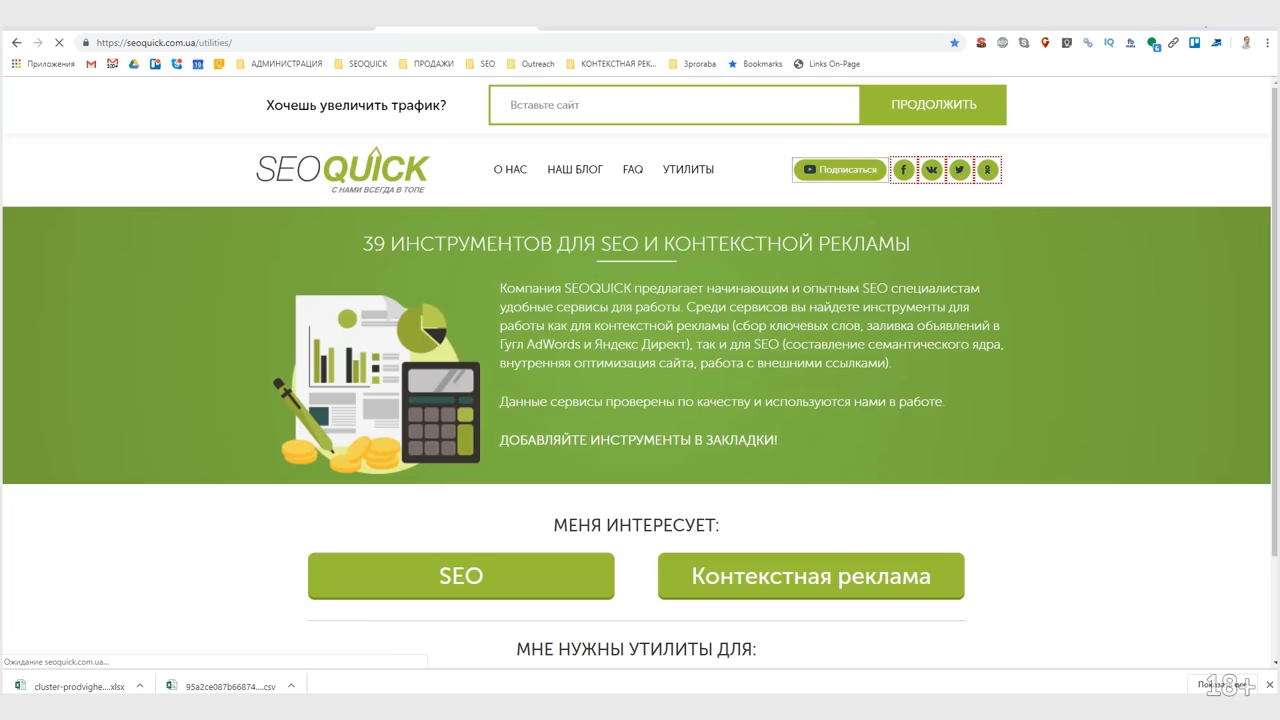 https://seoquick.com.ua/utilities/
Приложения
АДМИНИСТРАЦИЯ
SEOQUICK
ПРОДАЖИ
SEO
Outreach
КОНТЕКСТНАЯ РЕК...
3proraba
Bookmarks
Links On-Page
Хочешь увеличить трафик?
Вставьте сайт
ПРОДОЛЖИТЬ
SEOQUICK
С НАМИ ВСЕГДА В ТОПЕ
О НАС
НАШ БЛОГ
FAQ
УТИЛИТЫ
Подписаться
39 ИНСТРУМЕНТОВ ДЛЯ SEO И КОНТЕКСТНОЙ РЕКЛАМЫ
Компания SEOQUICK предлагает начинающим и опытным SEO специалистам
удобные сервисы для работы. Среди сервисов вы найдете инструменты для
работы как для контекстной рекламы (сбор ключевых слов, заливка объявлений в
Гугл AdWords и Яндекс Директ), так и для SEO (составление семантического ядра,
внутренняя оптимизация сайта, работа с внешними ссылками).
Данные сервисы проверены по качеству и используются нами в работе.
ДОБАВЛЯЙТЕ ИНСТРУМЕНТЫ В ЗАКЛАДКИ!
МЕНЯ ИНТЕРЕСУЕТ:
SEO
Контекстная реклама
МНЕ НУЖНЫ УТИЛИТЫ ДЛЯ:
Ожидание seoquick.com.ua...
cluster-prodvighe....xlsx
95a2ce087b66874....csv
18+